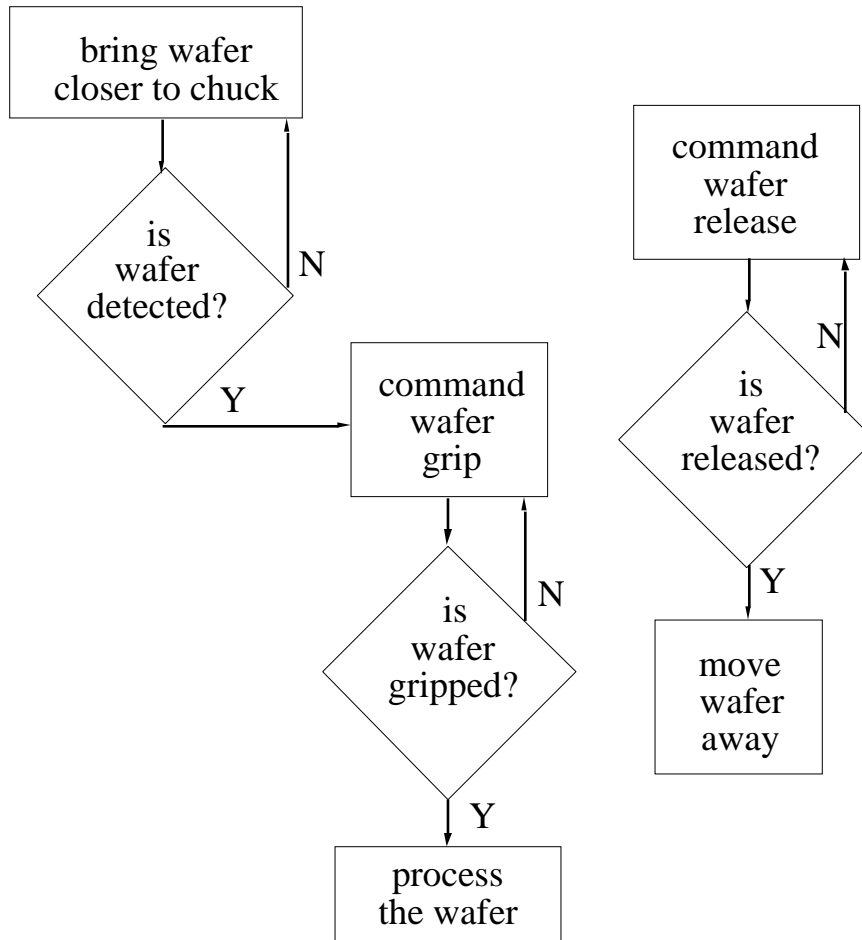 bring wafer
closer to chuck
is
wafer
detected?
N
Y
command
wafer
grip
is
wafer
gripped?
N
Y
process
the wafer
command
wafer
release
is
wafer
released?
N
Y
move
wafer
away